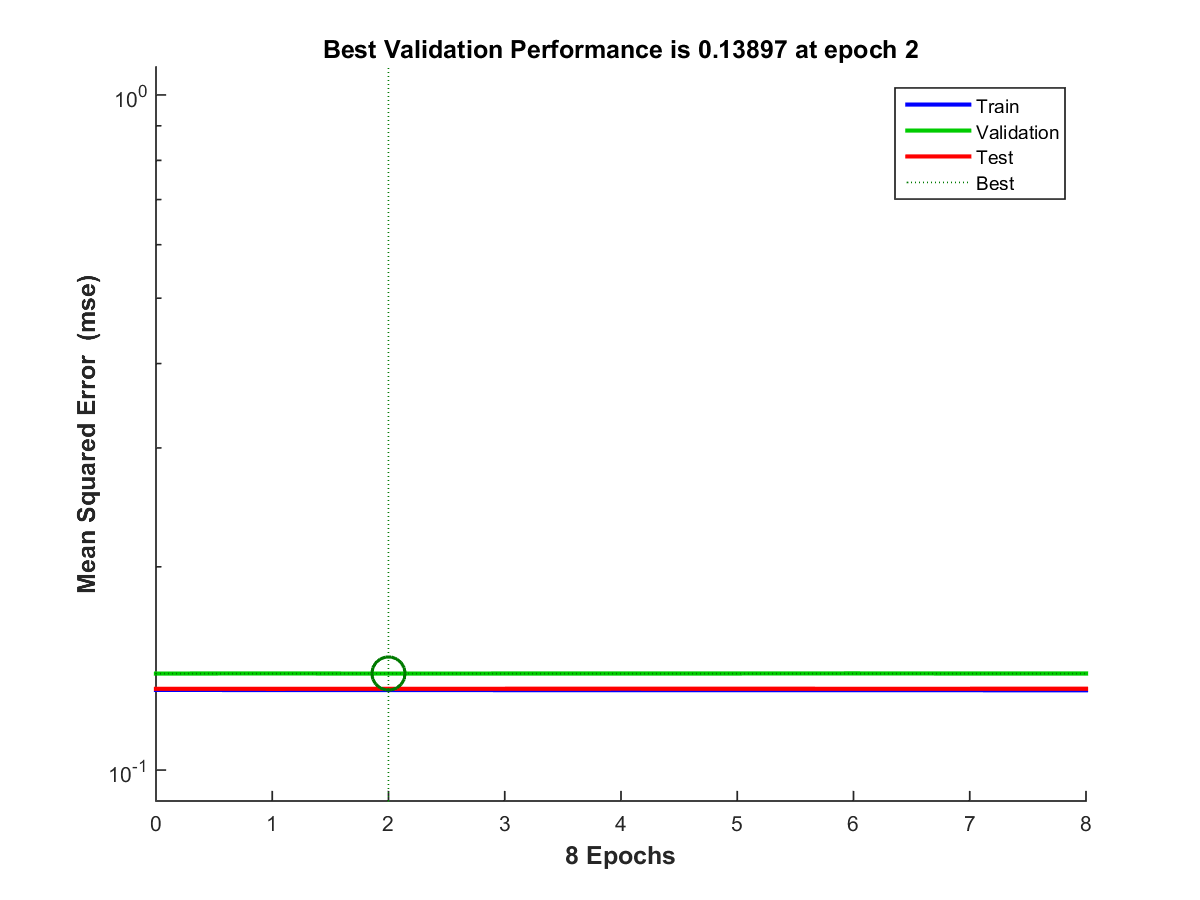 Best Validation Performance is 0.13897 at epoch 2
10^0
Train
Validation
Test
Best
Mean Squared Error (mse)
10^-1
0 1 2 3 4 5 6 7 8
8 Epochs